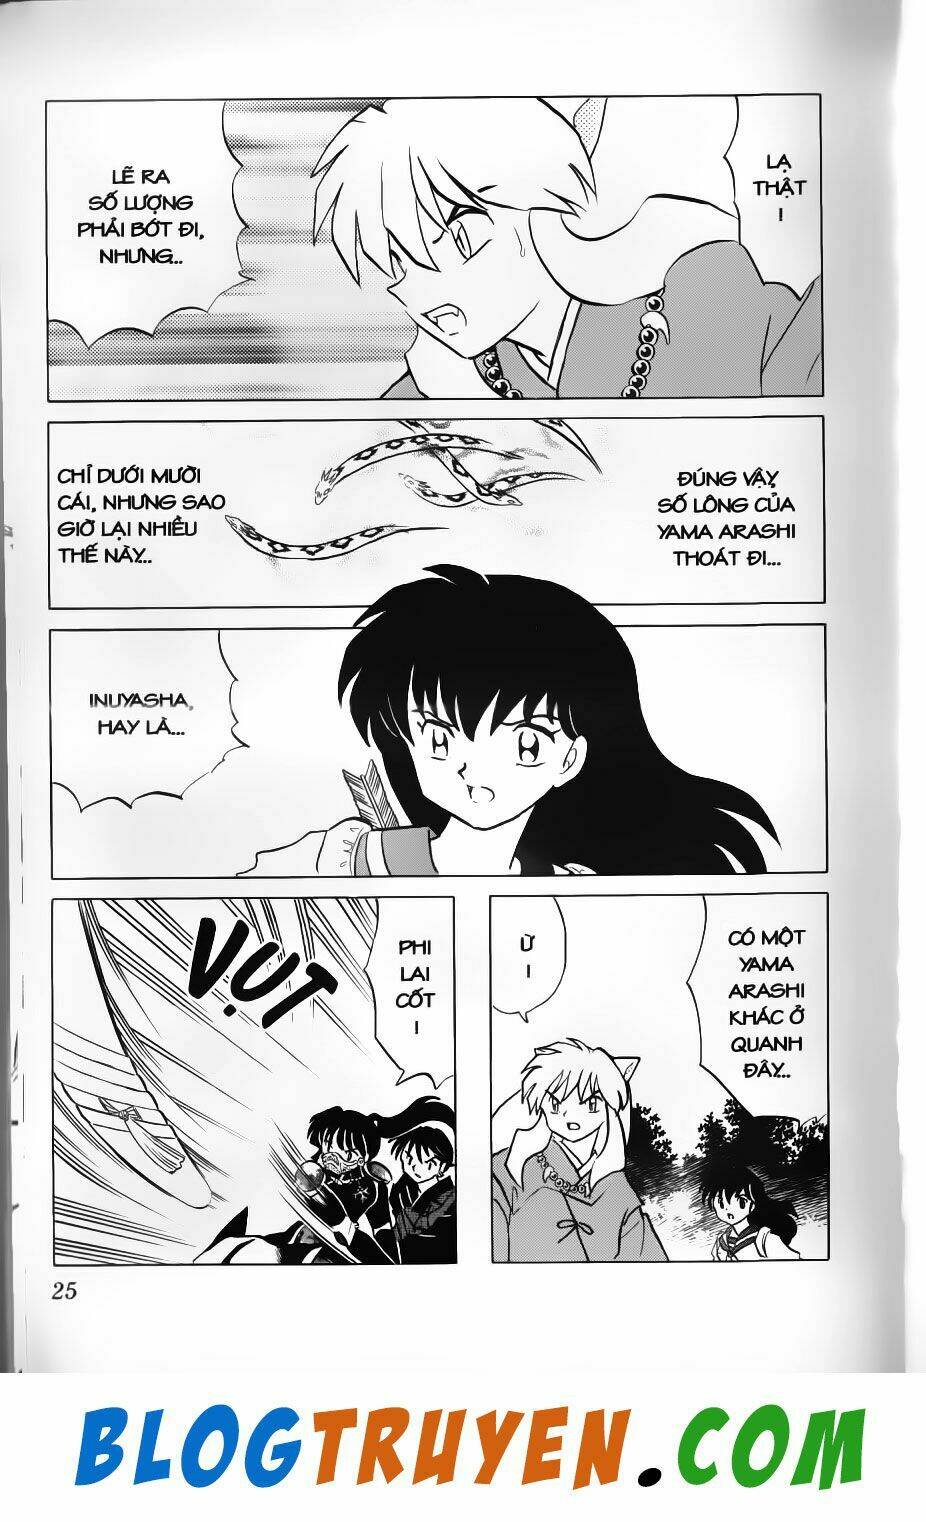 LẠ
THẬT
!
LẼ RA
SỐ LƯỢNG
PHẢI BỚT ĐI,
NHƯNG...
ĐÚNG VẬY,
SỐ LÔNG CỦA
YAMA ARASHI
THOÁT ĐI...
CHỈ DƯỚI MƯỜI
CÁI, NHƯNG SAO
GIỜ LẠI NHIỀU
THẾ NÀY...
INUYASHA,
HAY LÀ...
CÓ MỘT
YAMA
ARASHI
KHÁC Ở
QUANH
ĐÂY...
Ừ
!
PHI
LAI
CỐT
!
VỤT
25
BLOGTRUYEN.COM